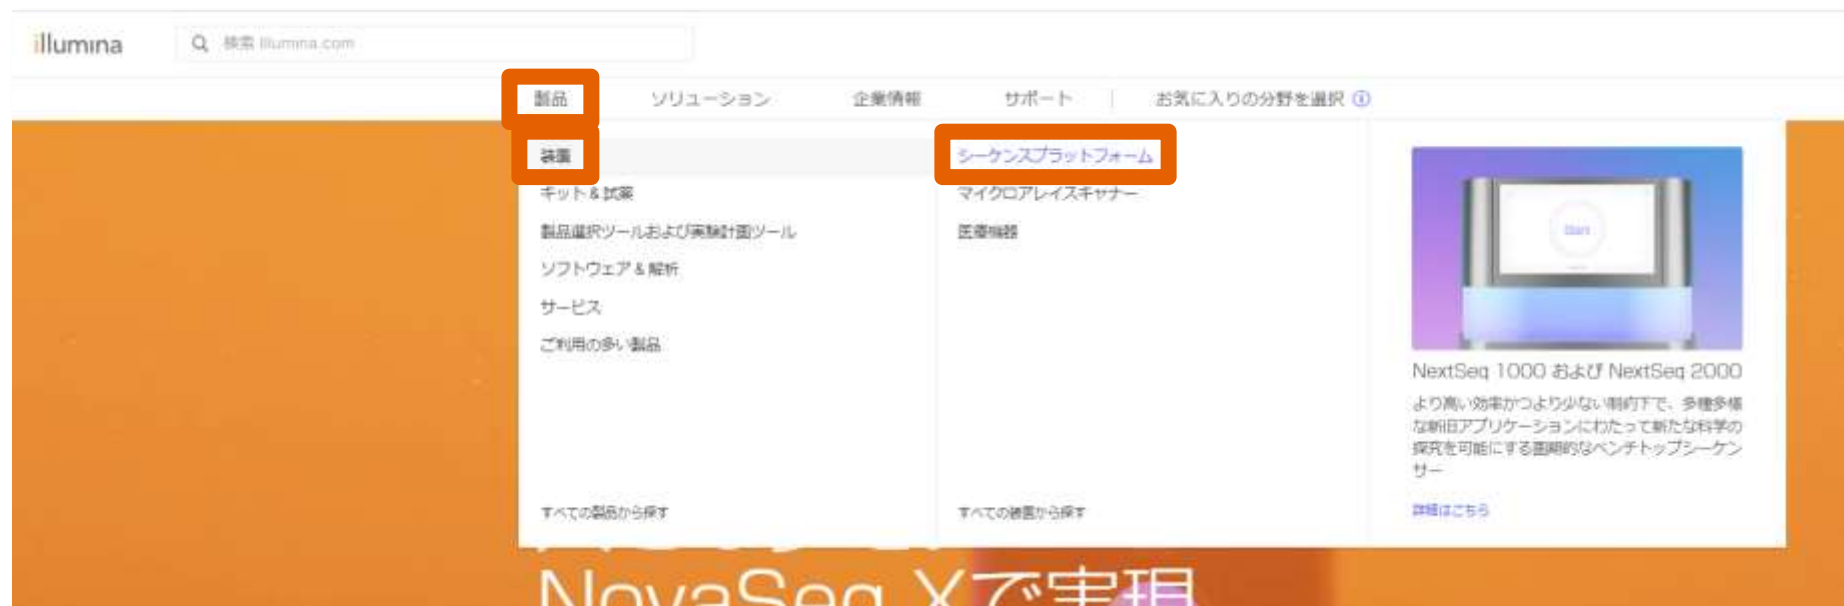 illumina
検索 Illumina.com
製品 ソリューション 企業情報 サポート お気に入りの分野を選択
装置
キット & 試薬
製品選択ツールおよび実験計画ツール
ソフトウェア & 解析
サービス
ご利用の多い製品
すべての製品から探す
シーケンスプラットフォーム
マイクロアレイスキャナー
医療機器
すべての装置から探す
Start
NextSeq 1000 および NextSeq 2000
より高い効率かつより少ない制約下で、多種多様
な新旧アプリケーションにわたって新たな科学の
探究を可能にする画期的なベンチトップシーケン
サー
詳細はこちら
NovaSeq Xで実現